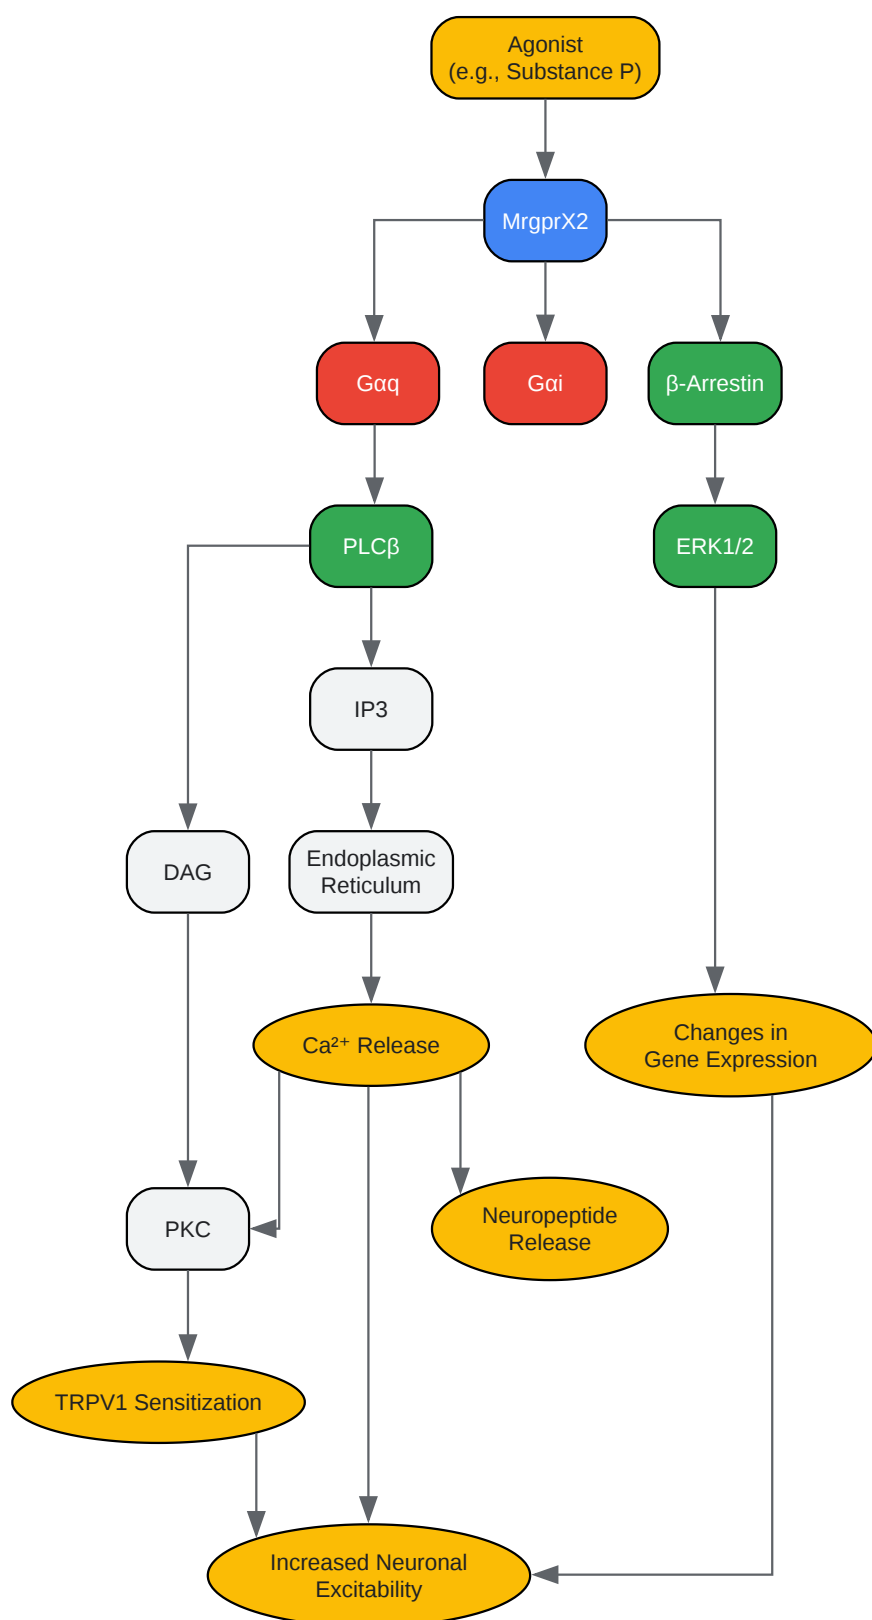 Agonist
(e.g., Substance P)
MrgprX2
Gαq
Gαi
β-Arrestin
PLCβ
ERK1/2
IP3
DAG
Endoplasmic
Reticulum
Ca²⁺ Release
Changes in
Gene Expression
PKC
Neuropeptide
Release
TRPV1 Sensitization
Increased Neuronal
Excitability